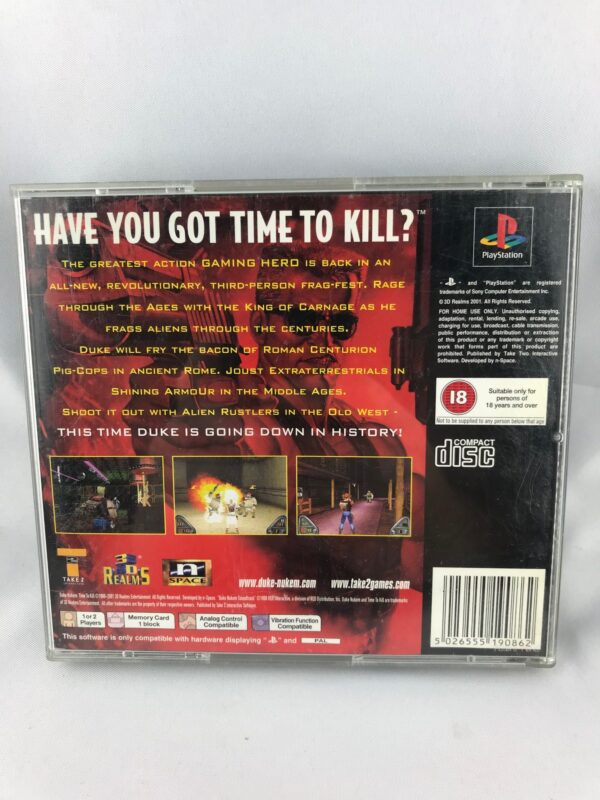 HAVE YOU GOT TIME TO KILL?™
THE GREATEST ACTION GAMING HERO IS BACK IN AN
ALL-NEW, REVOLUTIONARY, THIRD-PERSON FRAG-FEST. RAGE
THROUGH THE AGES WITH THE KING OF CARNAGE AS HE
FRAGS ALIENS THROUGH THE CENTURIES.
DUKE WILL FRY THE BACON OF ROMAN CENTURION
PIG-COPS IN ANCIENT ROME. JOUST EXTRATERRESTRIALS IN
SHINING ARMOUR IN THE MIDDLE AGES.
SHOOT IT OUT WITH ALIEN RUSTLERS IN THE OLD WEST -
THIS TIME DUKE IS GOING DOWN IN HISTORY!
PlayStation
" and "PlayStation" are registered
trademarks of Sony Computer Entertainment Inc.
© 3D Realms 2001. All Rights Reserved.
FOR HOME USE ONLY. Unauthorised copying,
adaptation, rental, lending, re-sale, arcade use,
charging for use, broadcast, cable transmission,
public performance, distribution or extraction
of this product or any trademark or copyright
work that forms part of this product are
prohibited. Published by Take Two Interactive
Software. Developed by n-Space.
18
Suitable only for
persons of
18 years and over
Not to be supplied to any person below that age
COMPACT
disc
TAKE 2
3D
REALMS
n
SPACE
www.duke-nukem.com
www.take2games.com
1 or 2
Players
Memory Card
1 block
Analog Control
Compatible
Vibration Function
Compatible
This software is only compatible with hardware displaying " " and PAL
5 026555 190862